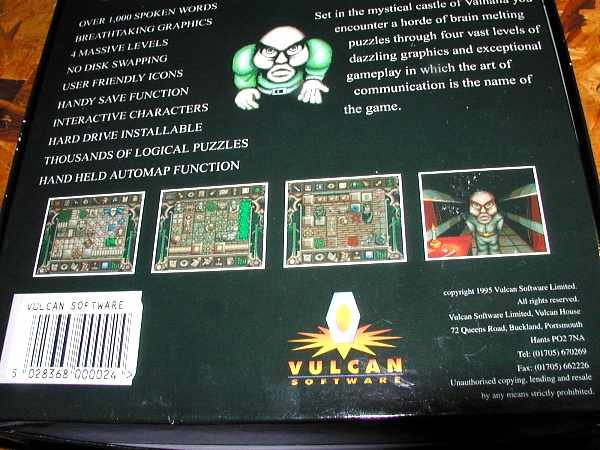 OVER 1,000 SPOKEN WORDS
BREATHTAKING GRAPHICS
4 MASSIVE LEVELS
NO DISK SWAPPING
USER FRIENDLY ICONS
HANDY SAVE FUNCTION
INTERACTIVE CHARACTERS
HARD DRIVE INSTALLABLE
THOUSANDS OF LOGICAL PUZZLES
HAND HELD AUTOMAP FUNCTION
Set in the mystical castle of Valhalla you
encounter a horde of brain melting
puzzles through four vast levels of
dazzling graphics and exceptional
gameplay in which the art of
communication is the name of
the game.
VULCAN SOFTWARE
5 028368 000024 >
VULCAN
SOFTWARE
copyright 1995 Vulcan Software Limited.
All rights reserved.
Vulcan Software Limited, Vulcan House
72 Queens Road, Buckland, Portsmouth
Hants PO2 7NA
Tel: (01705) 670269
Fax: (01705) 662226
Unauthorised copying, lending and resale
by any means strictly prohibited.